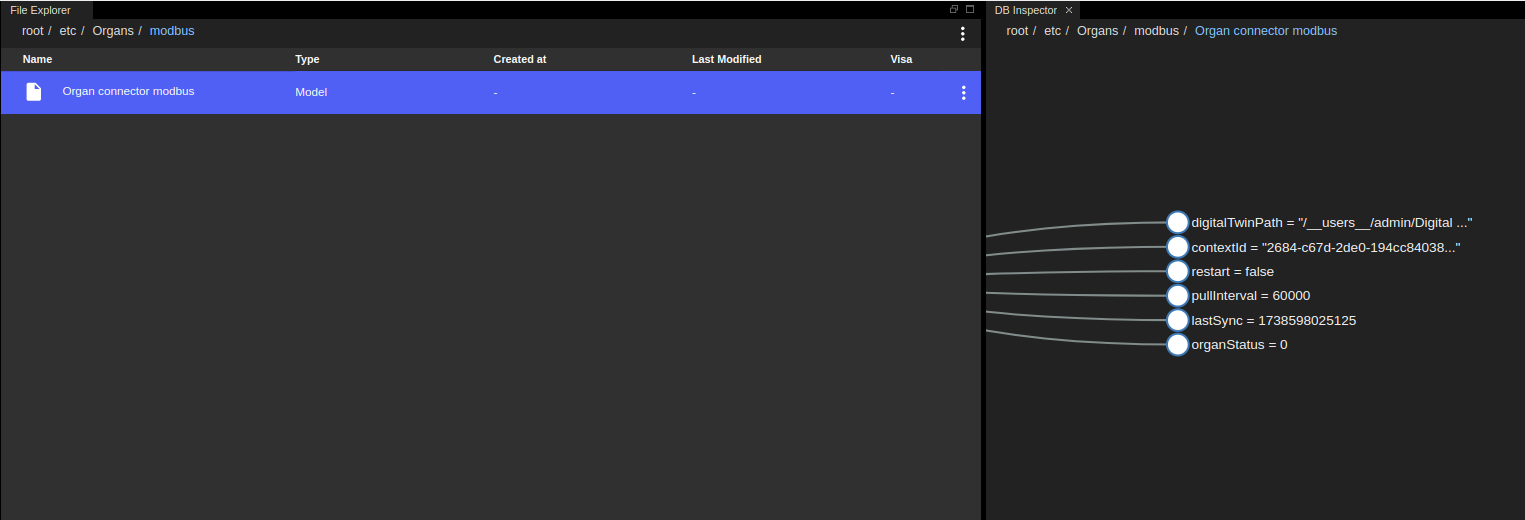 File Explorer
root / etc / Organs / modbus
Name Type Created at Last Modified Visa
Organ connector modbus Model - - -
DB Inspector
root / etc / Organs / modbus / Organ connector modbus
digitalTwinPath = "/__users__/admin/Digital ..."
contextId = "2684-c67d-2de0-194cc84038..."
restart = false
pullInterval = 60000
lastSync = 1738598025125
organStatus = 0